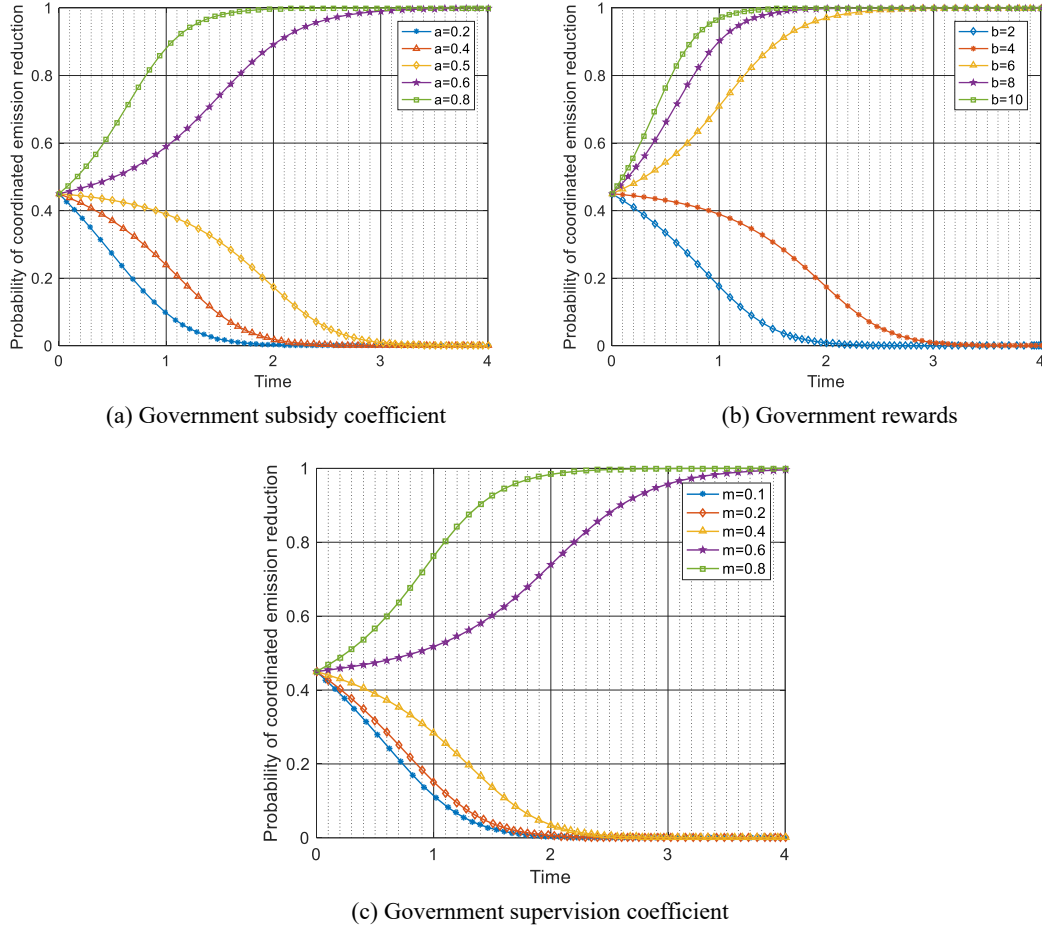 Probability of coordinated emission reduction
1
0.8
0.6
0.4
0.2
0
0
1
2
3
4
Time
a=0.2
a=0.4
a=0.5
a=0.6
a=0.8
(a) Government subsidy coefficient
Probability of coordinated emission reduction
1
0.8
0.6
0.4
0.2
0
0
1
2
3
4
Time
b=2
b=4
b=6
b=8
b=10
(b) Government rewards
Probability of coordinated emission reduction
1
0.8
0.6
0.4
0.2
0
0
1
2
3
4
Time
m=0.1
m=0.2
m=0.4
m=0.6
m=0.8
(c) Government supervision coefficient